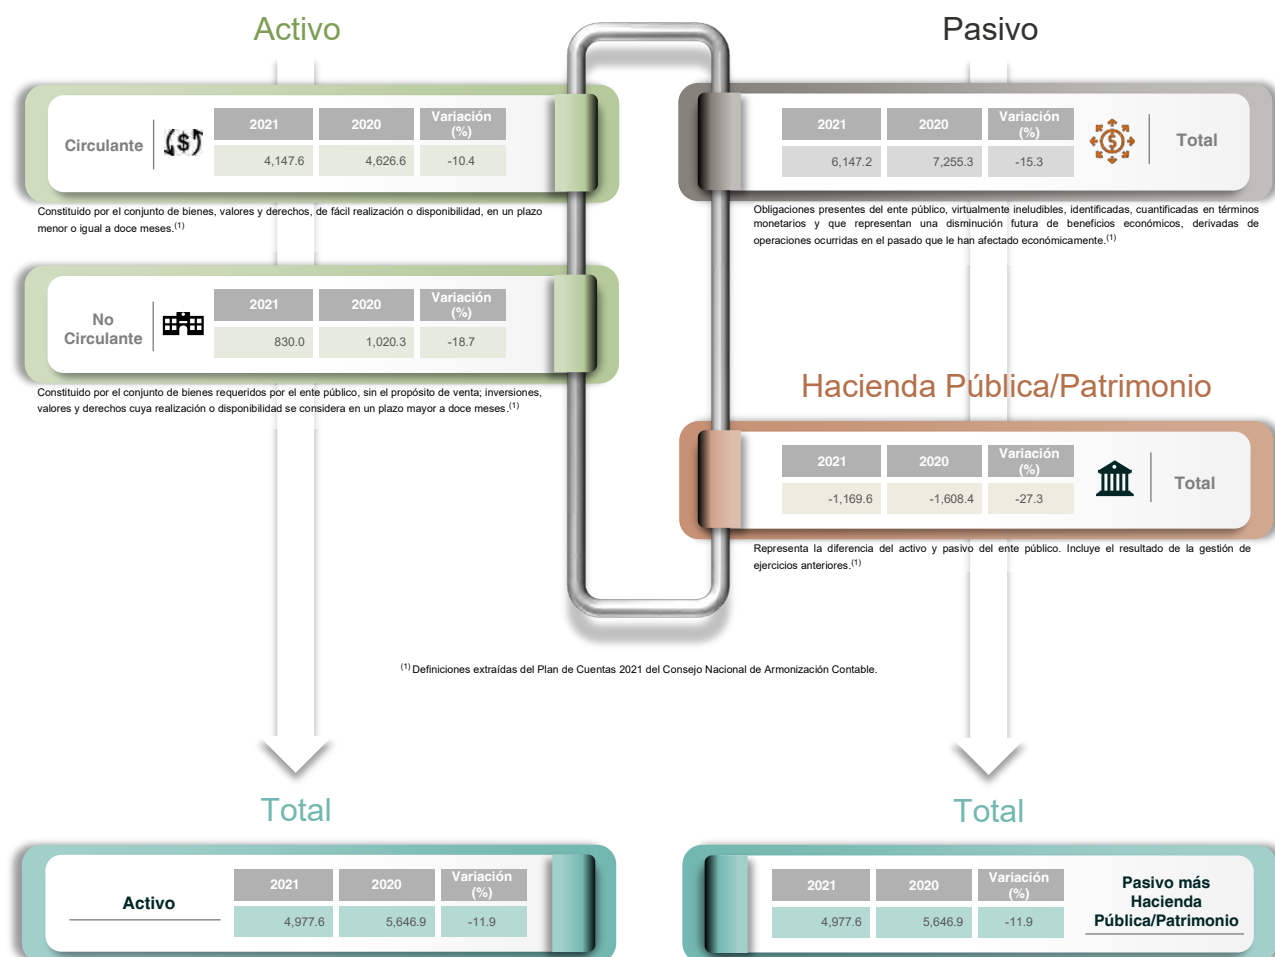 Activo
Circulante
($)
2021 2020 Variación (%)
4,147.6 4,626.6 -10.4
Constituido por el conjunto de bienes, valores y derechos, de fácil realización o disponibilidad, en un plazo
menor o igual a doce meses.(1)
No
Circulante
2021 2020 Variación (%)
830.0 1,020.3 -18.7
Constituido por el conjunto de bienes requeridos por el ente público, sin el propósito de venta; inversiones,
valores y derechos cuya realización o disponibilidad se considera en un plazo mayor a doce meses.(1)
Pasivo
2021 2020 Variación (%)
6,147.2 7,255.3 -15.3
$
Total
Obligaciones presentes del ente público, virtualmente ineludibles, identificadas, cuantificadas en términos
monetarios y que representan una disminución futura de beneficios económicos, derivadas de
operaciones ocurridas en el pasado que le han afectado económicamente.(1)
Hacienda Pública/Patrimonio
2021 2020 Variación (%)
-1,169.6 -1,608.4 -27.3
Total
Representa la diferencia del activo y pasivo del ente público. Incluye el resultado de la gestión de
ejercicios anteriores.(1)
(1) Definiciones extraídas del Plan de Cuentas 2021 del Consejo Nacional de Armonización Contable.
Total
Activo
2021 2020 Variación (%)
4,977.6 5,646.9 -11.9
Total
2021 2020 Variación (%)
4,977.6 5,646.9 -11.9
Pasivo más
Hacienda
Pública/Patrimonio